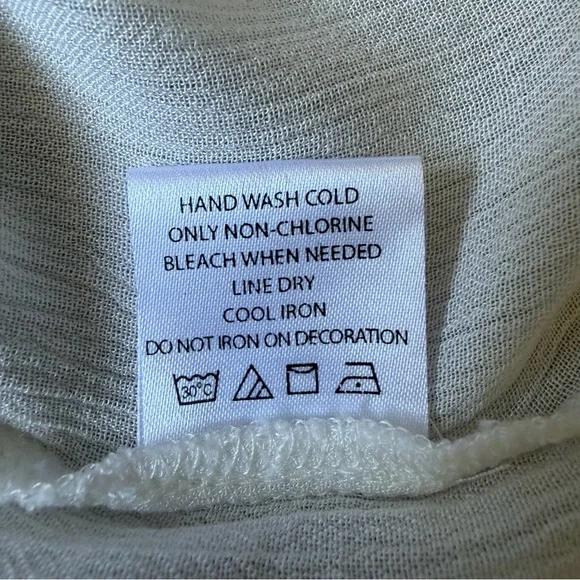 HAND WASH COLD
ONLY NON-CHLORINE
BLEACH WHEN NEEDED
LINE DRY
COOL IRON
DO NOT IRON ON DECORATION
30°C